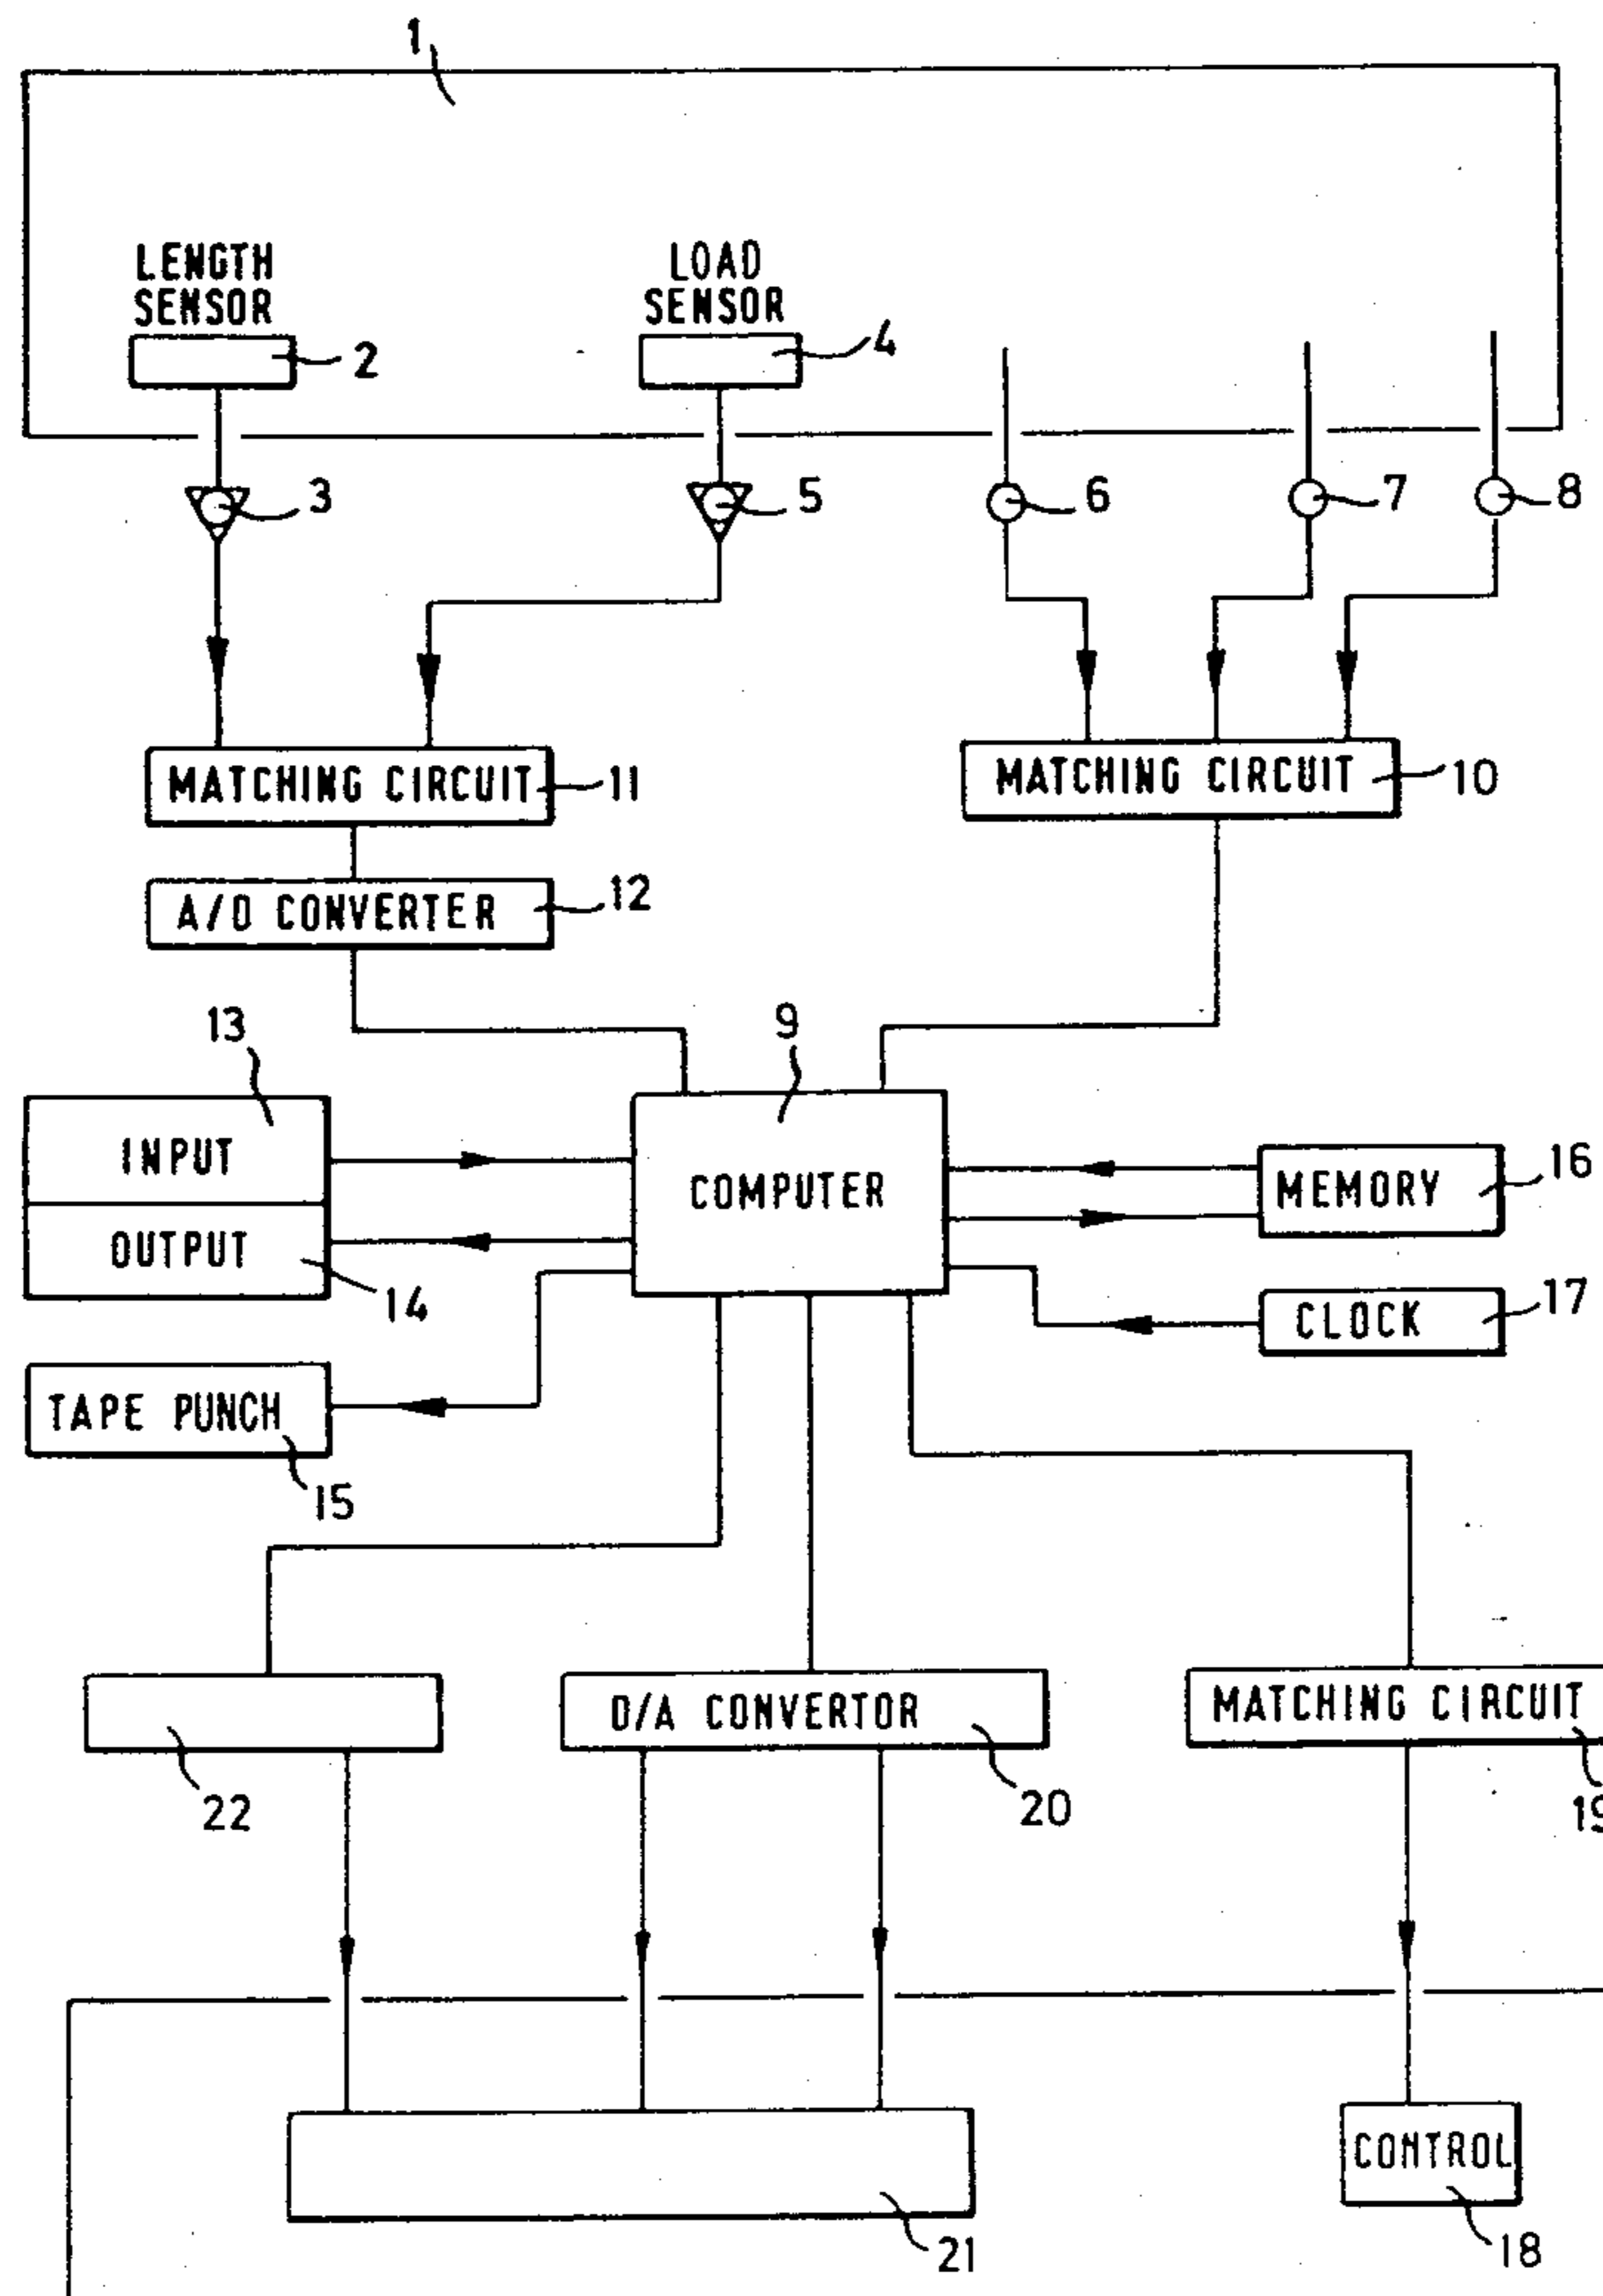 1
LENGTH
SENSOR
LOAD
SENSOR
2
4
3
5
6
7
8
MATCHING CIRCUIT
11
MATCHING CIRCUIT
10
A/D CONVERTER
12
13
9
INPUT
COMPUTER
MEMORY
16
OUTPUT
14
CLOCK
17
TAPE PUNCH
15
D/A CONVERTOR
MATCHING CIRCUIT
22
20
19
CONTROL
21
18